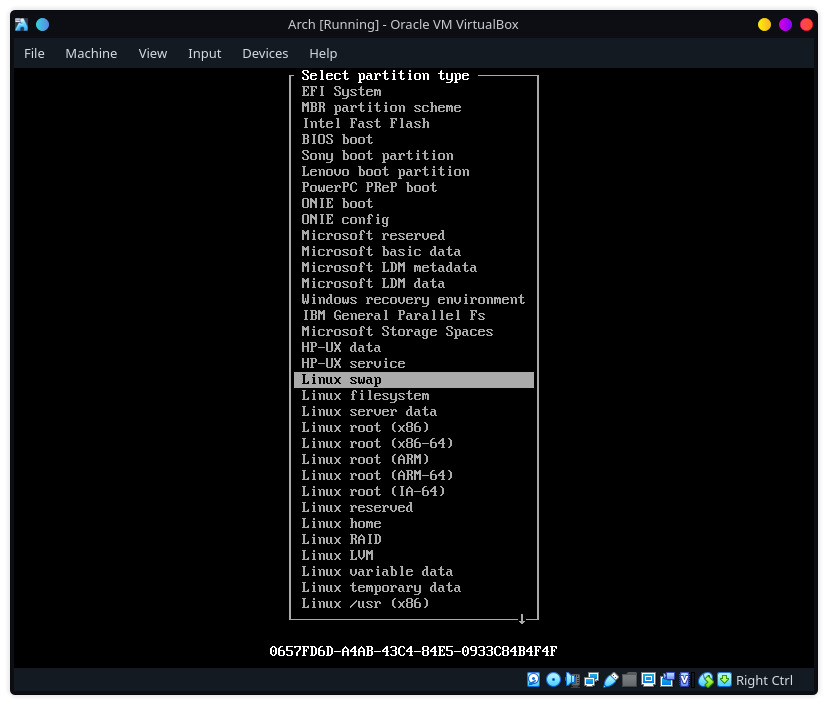 Arch [Running] - Oracle VM VirtualBox
File Machine View Input Devices Help
Select partition type
EFI System
MBR partition scheme
Intel Fast Flash
BIOS boot
Sony boot partition
Lenovo boot partition
PowerPC PReP boot
ONIE boot
ONIE config
Microsoft reserved
Microsoft basic data
Microsoft LDM metadata
Microsoft LDM data
Windows recovery environment
IBM General Parallel Fs
Microsoft Storage Spaces
HP-UX data
HP-UX service
Linux swap
Linux filesystem
Linux server data
Linux root (x86)
Linux root (x86-64)
Linux root (ARM)
Linux root (ARM-64)
Linux root (IA-64)
Linux reserved
Linux home
Linux RAID
Linux LVM
Linux variable data
Linux temporary data
Linux /usr (x86)
0657FD6D-A4AB-43C4-84E5-0933C84B4F4F
Right Ctrl